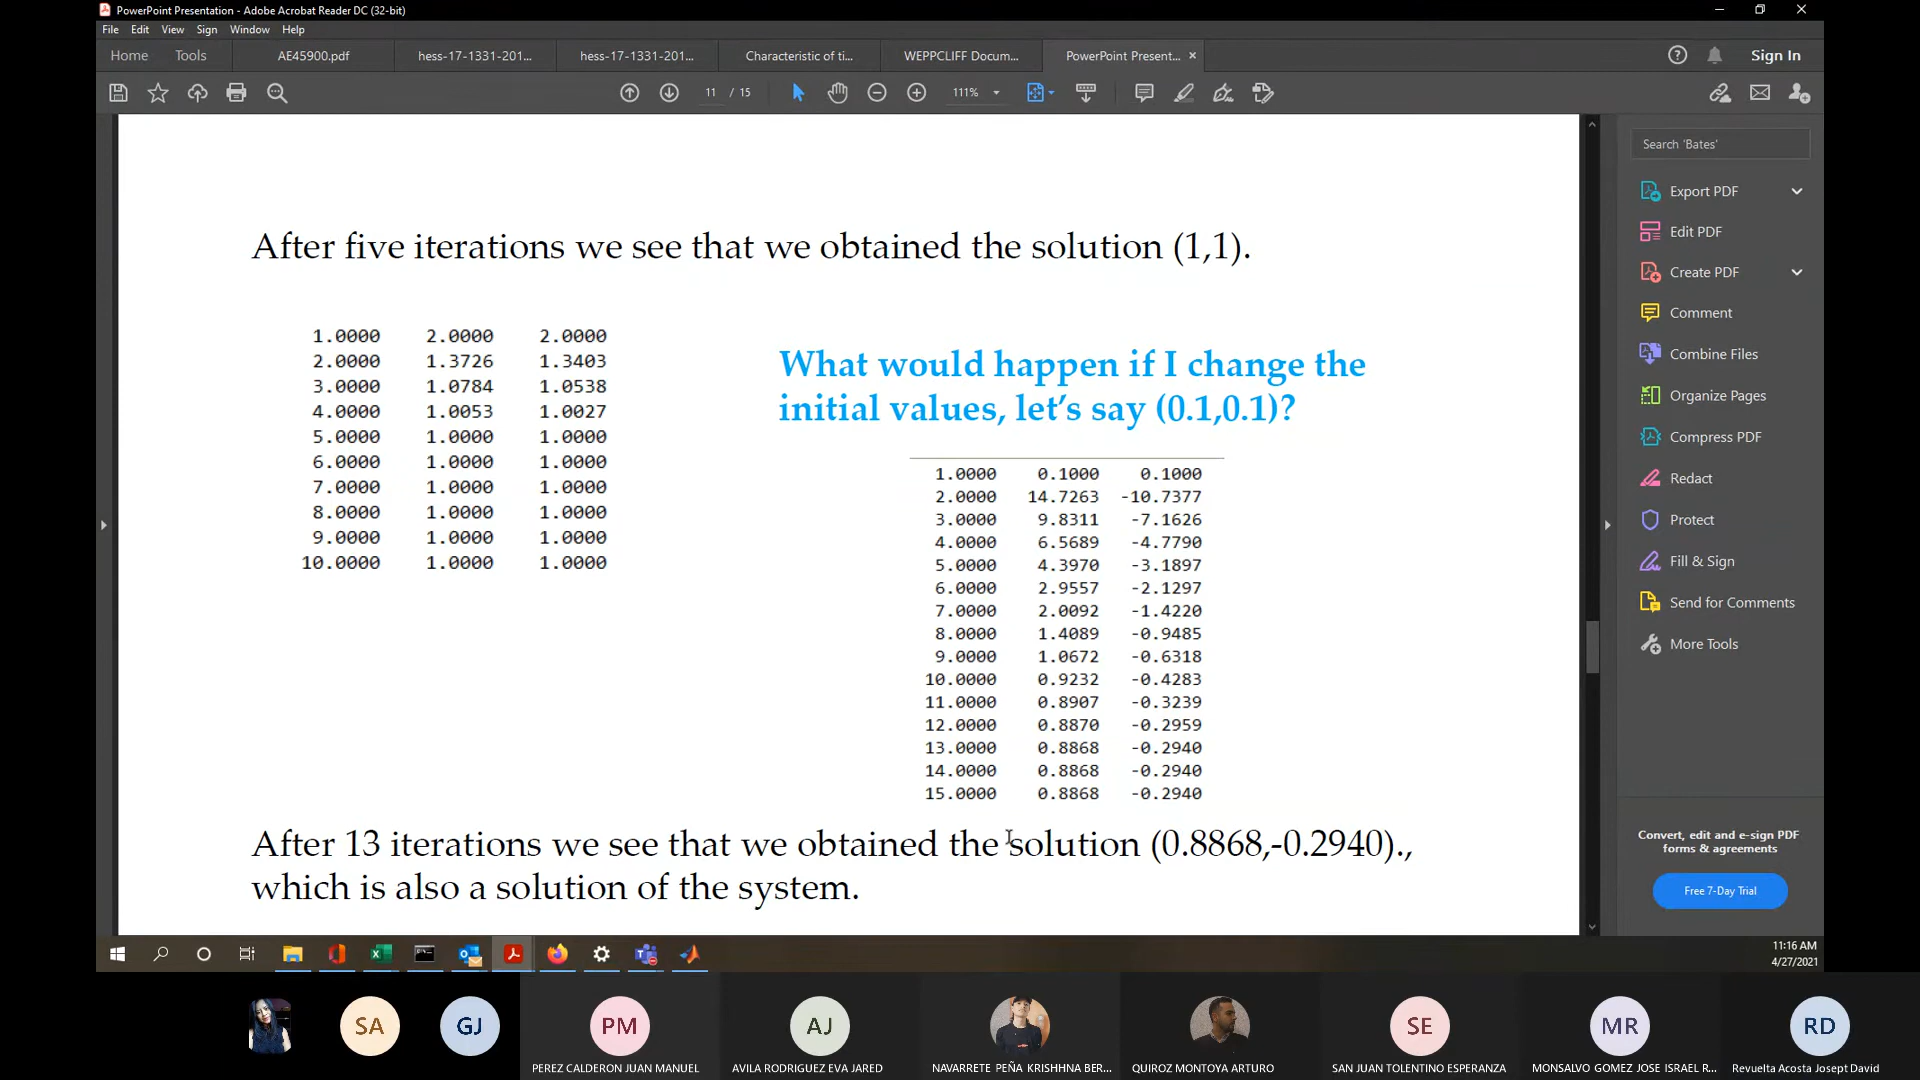 PowerPoint Presentation - Adobe Acrobat Reader DC (32-bit)
File Edit View Sign Window Help
Home Tools AE45900.pdf hess-17-1331-201... hess-17-1331-201... Characteristic of ti... WEPPCLIFF Docum... PowerPoint Present... × Sign In
11 / 15 111%
Search 'Bates'
Export PDF
Edit PDF
Create PDF
Comment
Combine Files
Organize Pages
Compress PDF
Redact
Protect
Fill & Sign
Send for Comments
More Tools
Convert, edit and e-sign PDF
forms & agreements
Free 7-Day Trial
After five iterations we see that we obtained the solution (1,1).
1.0000 2.0000 2.0000
2.0000 1.3726 1.3403
3.0000 1.0784 1.0538
4.0000 1.0053 1.0027
5.0000 1.0000 1.0000
6.0000 1.0000 1.0000
7.0000 1.0000 1.0000
8.0000 1.0000 1.0000
9.0000 1.0000 1.0000
10.0000 1.0000 1.0000
What would happen if I change the
initial values, let's say (0.1,0.1)?
1.0000 0.1000 0.1000
2.0000 14.7263 -10.7377
3.0000 9.8311 -7.1626
4.0000 6.5689 -4.7790
5.0000 4.3970 -3.1897
6.0000 2.9557 -2.1297
7.0000 2.0092 -1.4220
8.0000 1.4089 -0.9485
9.0000 1.0672 -0.6318
10.0000 0.9232 -0.4283
11.0000 0.8907 -0.3239
12.0000 0.8870 -0.2959
13.0000 0.8868 -0.2940
14.0000 0.8868 -0.2940
15.0000 0.8868 -0.2940
After 13 iterations we see that we obtained the solution (0.8868,-0.2940).,
which is also a solution of the system.
11:16 AM
4/27/2021
SA GJ PM AJ SE MR RD
PEREZ CALDERON JUAN MANUEL AVILA RODRIGUEZ EVA JARED NAVARRETE PEÑA KRISHHNA BER... QUIROZ MONTOYA ARTURO SAN JUAN TOLENTINO ESPERANZA MONSALVO GOMEZ JOSE ISRAEL R... Revuelta Acosta Josept David